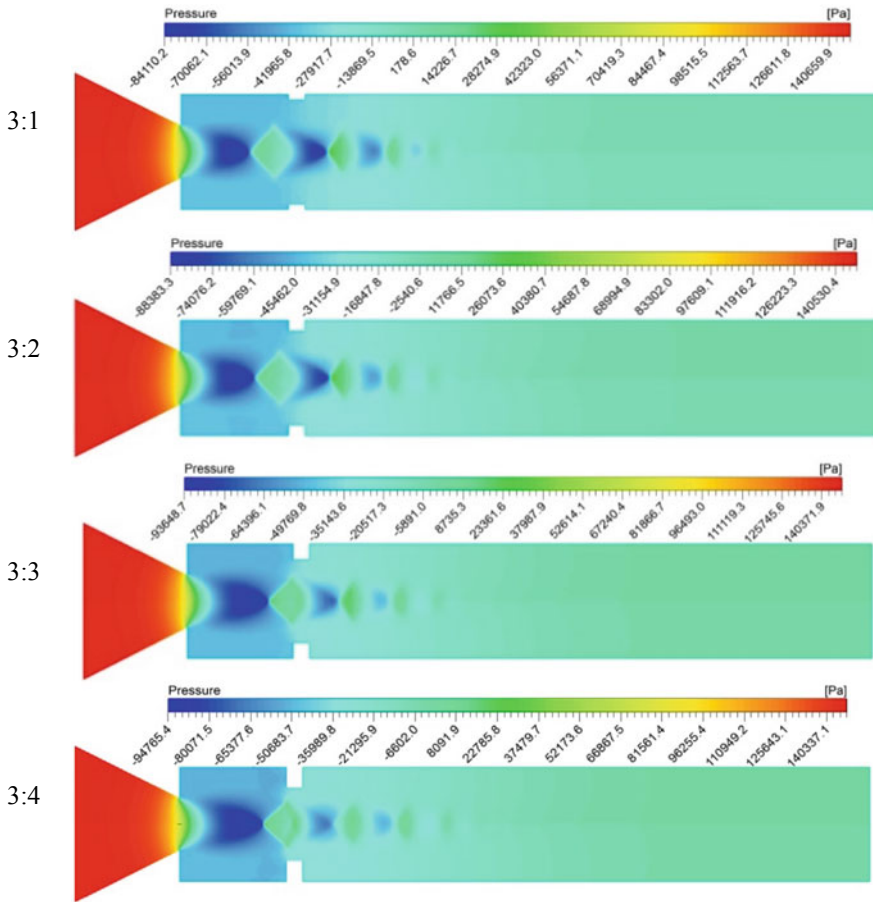 Pressure [Pa]
-84110.2 -70062.1 -56013.9 -41965.8 -27917.7 -13869.5 178.6 14226.7 28274.9 42323.0 56371.1 70419.3 84467.4 98515.5 112563.7 126611.8 140659.9
3:1
Pressure [Pa]
-88383.3 -74076.2 -59769.1 -45462.0 -31154.9 -16847.8 -2540.6 11766.5 26073.6 40380.7 54687.8 68994.9 83302.0 97609.1 111916.2 126223.3 140530.4
3:2
Pressure [Pa]
-93648.7 -79022.4 -64396.1 -49769.8 -35143.6 -20517.3 -5891.0 8735.3 23361.6 37987.9 52614.1 67240.4 81866.7 96493.0 111119.3 125745.6 140371.9
3:3
Pressure [Pa]
-94765.4 -80071.5 -65377.6 -50683.7 -35989.8 -21295.9 -6602.0 8091.9 22785.8 37479.7 52173.6 66867.5 81561.4 96255.4 110949.2 125643.1 140337.1
3:4